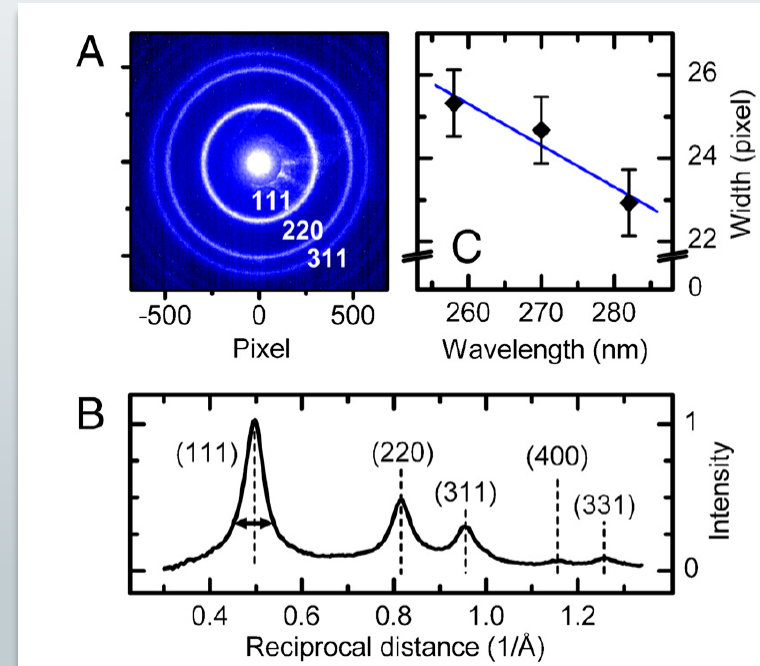 A
111
220
311
-500 0 500
Pixel
26
24
22
0
Width (pixel)
C
260 270 280
Wavelength (nm)
B
(111)
(220)
(311)
(400)
(331)
1
0
Intensity
0.4 0.6 0.8 1.0 1.2
Reciprocal distance (1/Å)